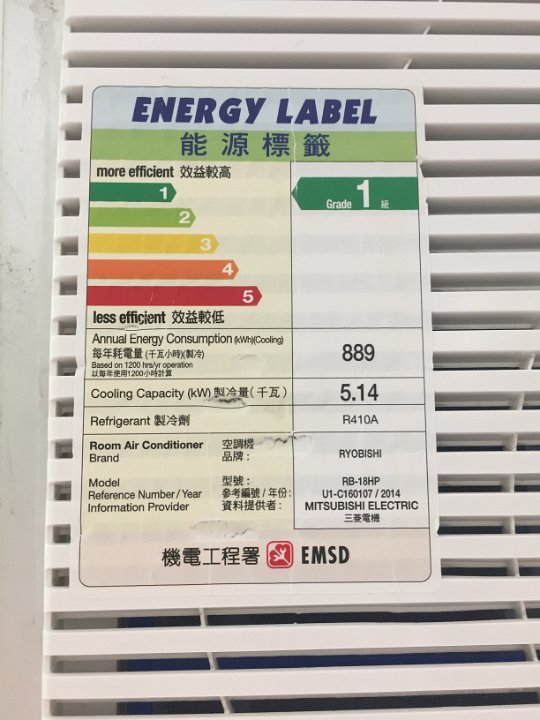 ENERGY LABEL
能源標籤
more efficient 效益較高
1
2
3
4
5
less efficient 效益較低
Grade 1 級
Annual Energy Consumption (kWh)(Cooling)
每年耗電量 (千瓦小時)(製冷)
Based on 1200 hrs/yr operation
以每年使用1200小時計算
889
Cooling Capacity (kW) 製冷量(千瓦)
5.14
Refrigerant 製冷劑
R410A
Room Air Conditioner 空調機
Brand 品牌： RYOBISHI
Model 型號： RB-18HP
Reference Number / Year 參考編號 / 年份： U1-C160107 / 2014
Information Provider 資料提供者： MITSUBISHI ELECTRIC
三菱電機
機電工程署 EMSD